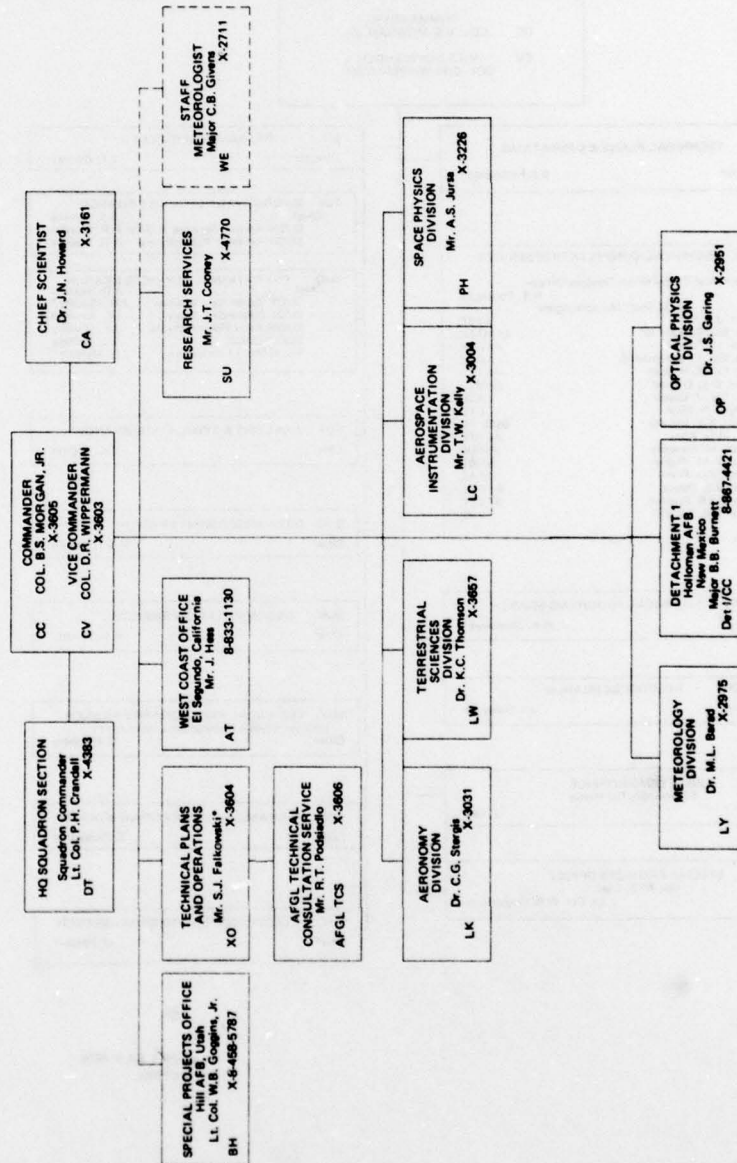 COMMANDER
CC COL. B.S. MORGAN, JR.
X-3605
VICE COMMANDER
CV COL. D.R. WIPPERMANN
X-3603
HQ SQUADRON SECTION
Squadron Commander
Lt. Col. P.H. Crandall
DT X-4383
CHIEF SCIENTIST
Dr. J.N. Howard
CA X-3161
SPECIAL PROJECTS OFFICE
Hill AFB, Utah
Lt. Col. W.B. Goggins, Jr.
BH X-8-458-5787
TECHNICAL PLANS
AND OPERATIONS
Mr. S.J. Falkowski*
XO X-3604
WEST COAST OFFICE
El Segundo, California
Mr. J. Hess
AT 8-833-1130
RESEARCH SERVICES
Mr. J.T. Cooney
SU X-4770
STAFF
METEOROLOGIST
Major C.B. Givens
WE X-2711
AFGL TECHNICAL
CONSULTATION SERVICE
Mr. R.T. Podsiadlo
AFGL TCS X-3606
AERONOMY
DIVISION
Dr. C.G. Stergis
LK X-3031
TERRESTRIAL
SCIENCES
DIVISION
Dr. K.C. Thomson
LW X-3657
AEROSPACE
INSTRUMENTATION
DIVISION
Mr. T.W. Kelly
LC X-3004
SPACE PHYSICS
DIVISION
Mr. A.S. Jursa
PH X-3226
METEOROLOGY
DIVISION
Dr. M.L. Barad
LY X-2975
DETACHMENT 1
Holloman AFB
New Mexico
Major B.B. Burnett
Det 1/CC 8-867-4421
OPTICAL PHYSICS
DIVISION
Dr. J.S. Garing
OP X-2951